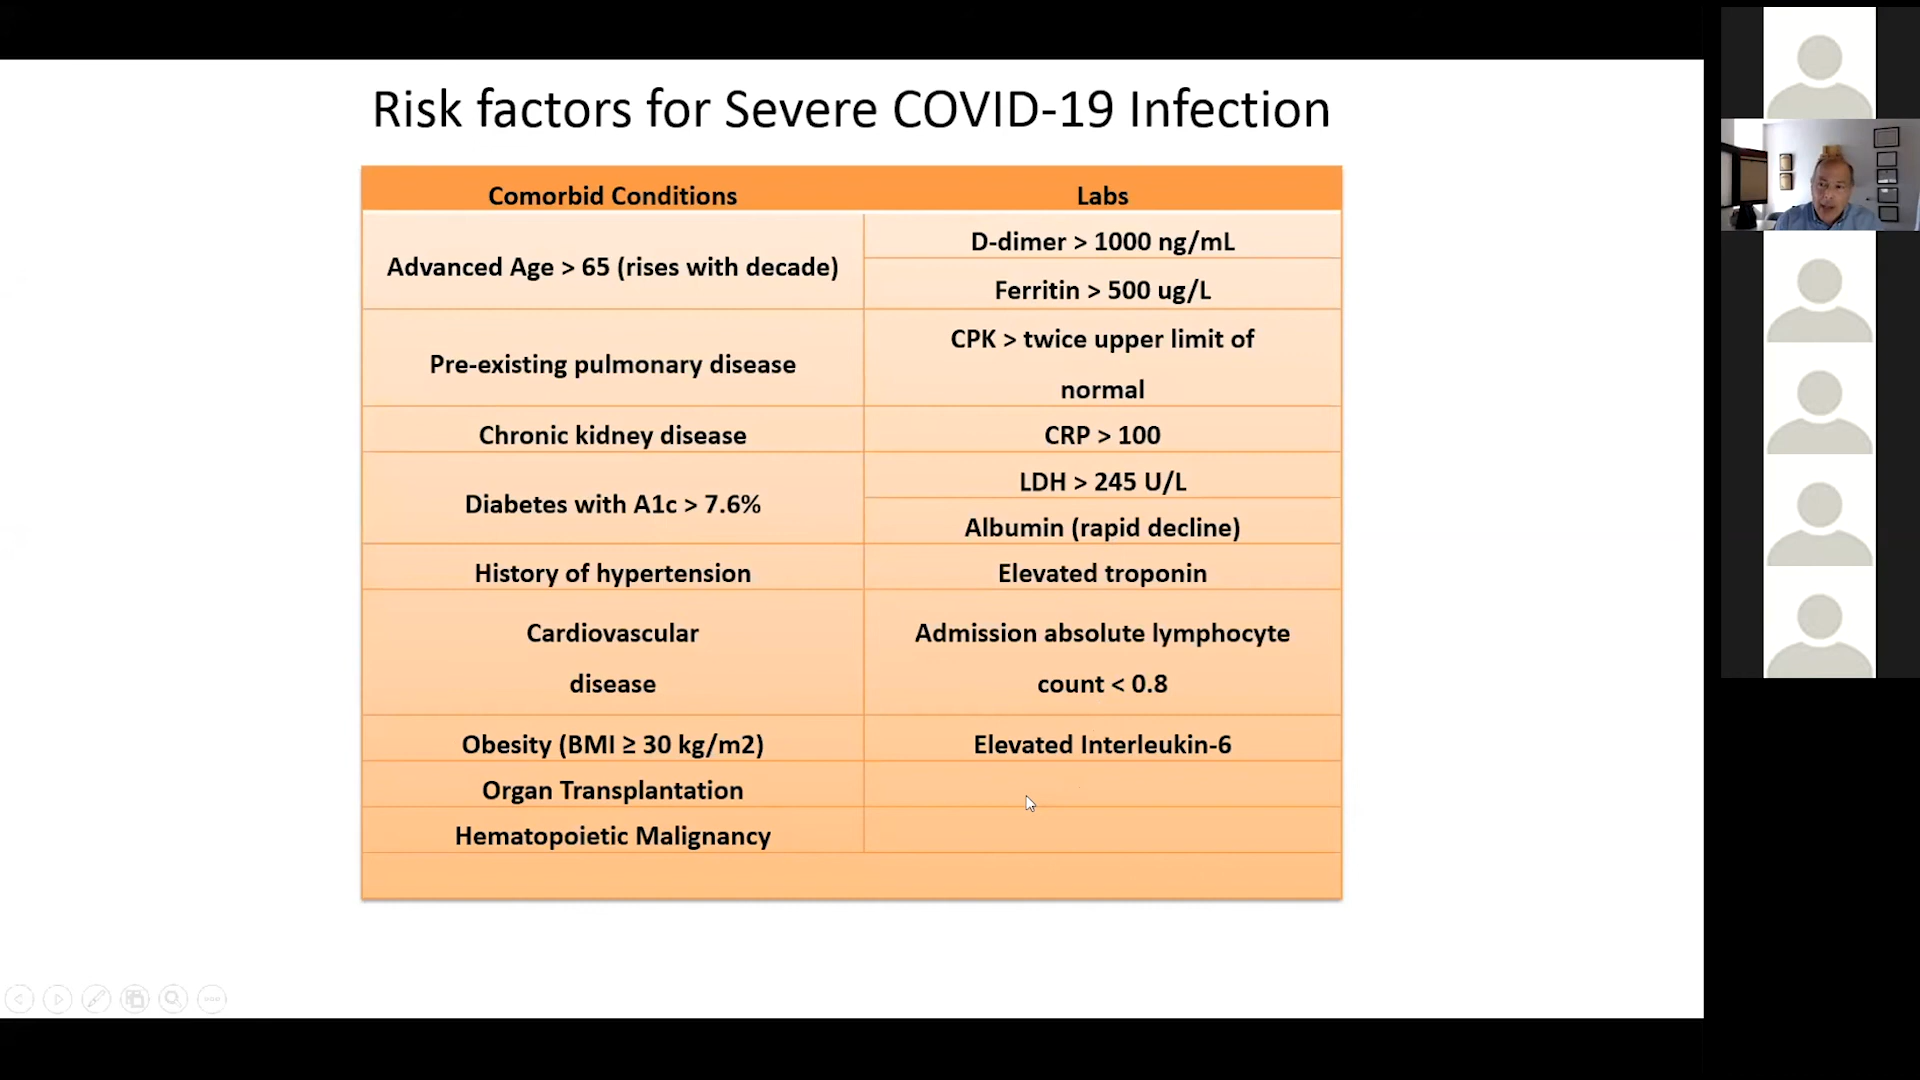 Risk factors for Severe COVID-19 Infection
Comorbid Conditions
Labs
Advanced Age > 65 (rises with decade)
D-dimer > 1000 ng/mL
Ferritin > 500 ug/L
Pre-existing pulmonary disease
CPK > twice upper limit of
normal
Chronic kidney disease
CRP > 100
Diabetes with A1c > 7.6%
LDH > 245 U/L
Albumin (rapid decline)
History of hypertension
Elevated troponin
Cardiovascular
disease
Admission absolute lymphocyte
count < 0.8
Obesity (BMI ≥ 30 kg/m2)
Elevated Interleukin-6
Organ Transplantation
Hematopoietic Malignancy